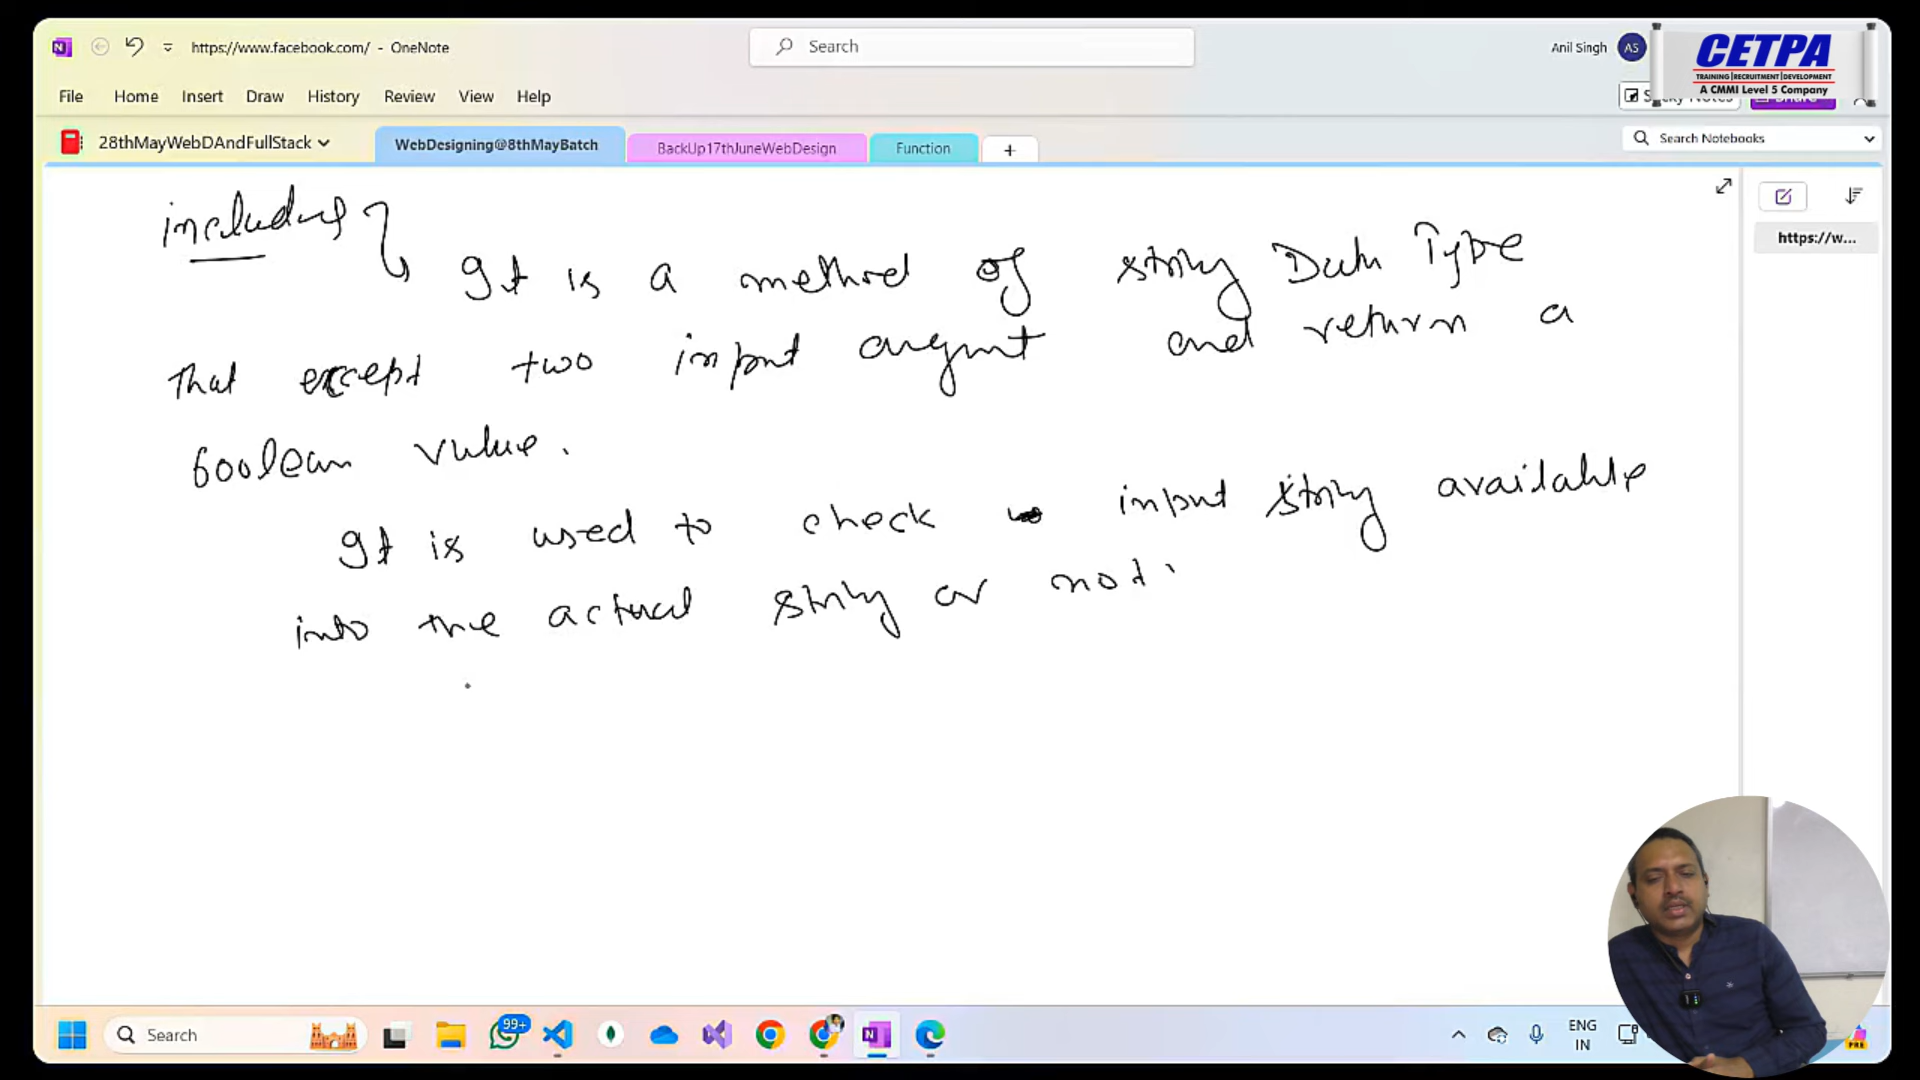 https://www.facebook.com/ - OneNote
Search
Anil Singh AS
CETPA
TRAINING|RECRUITMENT|DEVELOPMENT
A CMMI Level 5 Company
File Home Insert Draw History Review View Help
28thMayWebDAndFullStack
WebDesigning@8thMayBatch
BackUp17thJuneWebDesign
Function
Search Notebooks
https://w...
includes
It is a method of string Data Type
that except two input argument and return a
boolean value.
It is used to check input string available
into the actual string or not.
Search
99+
ENG
IN
PRE